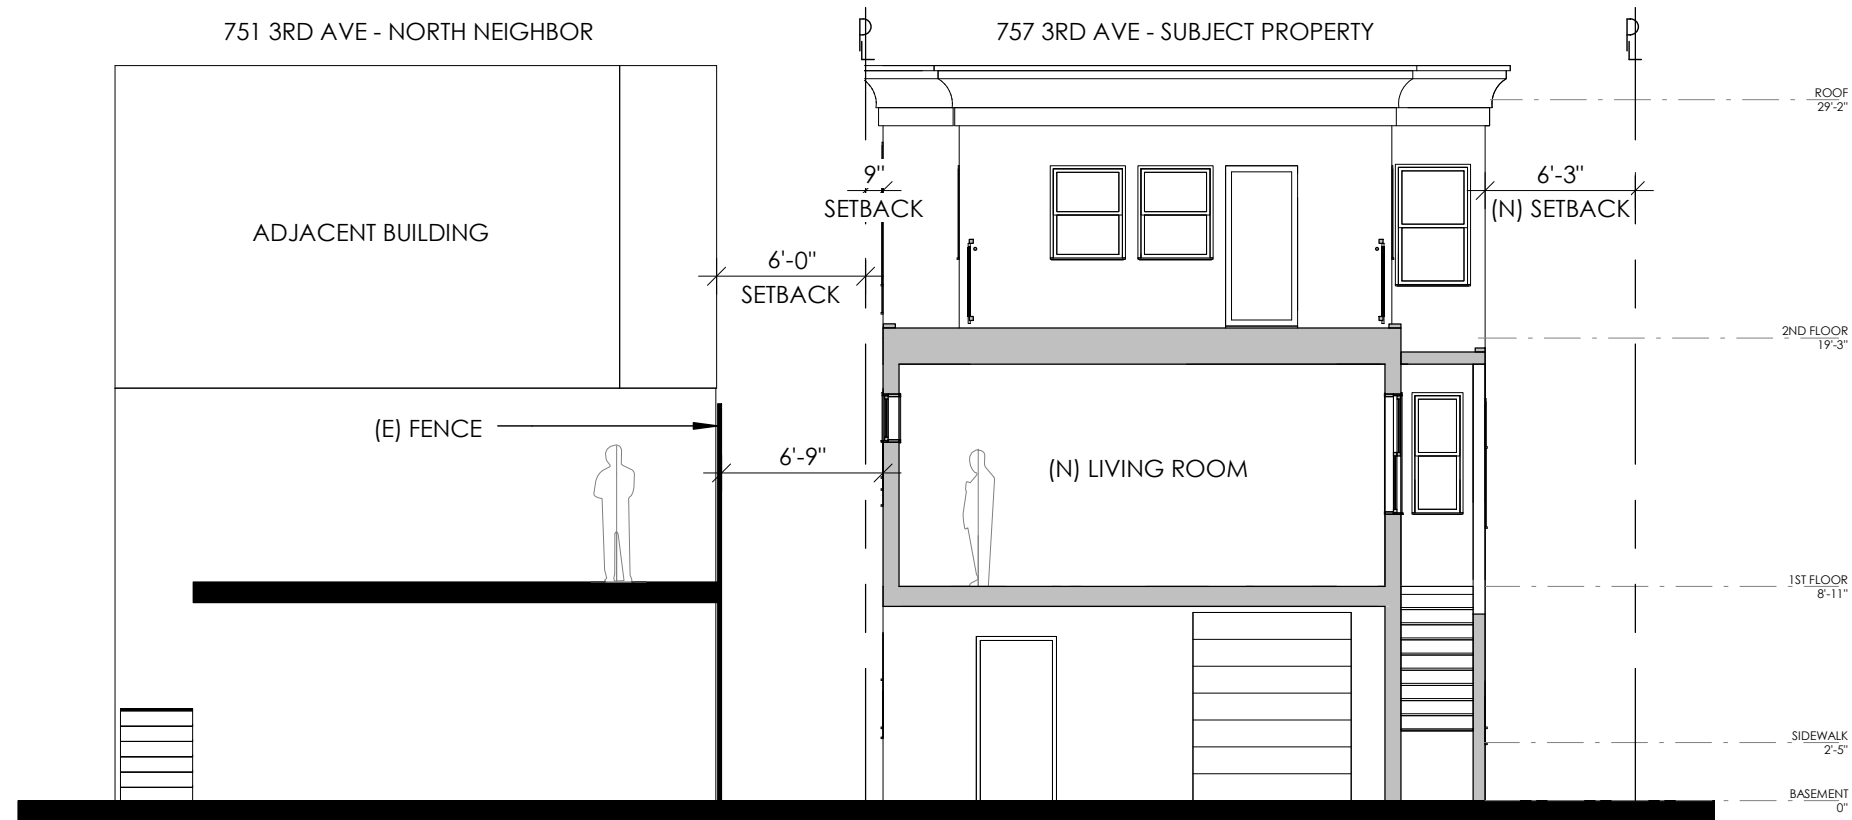 751 3RD AVE - NORTH NEIGHBOR
757 3RD AVE - SUBJECT PROPERTY
PL
PL
ROOF
29'-2"
9"
SETBACK
6'-3"
(N) SETBACK
ADJACENT BUILDING
6'-0"
SETBACK
2ND FLOOR
19'-3"
(E) FENCE
6'-9"
(N) LIVING ROOM
1ST FLOOR
8'-11"
SIDEWALK
2'-5"
BASEMENT
0"